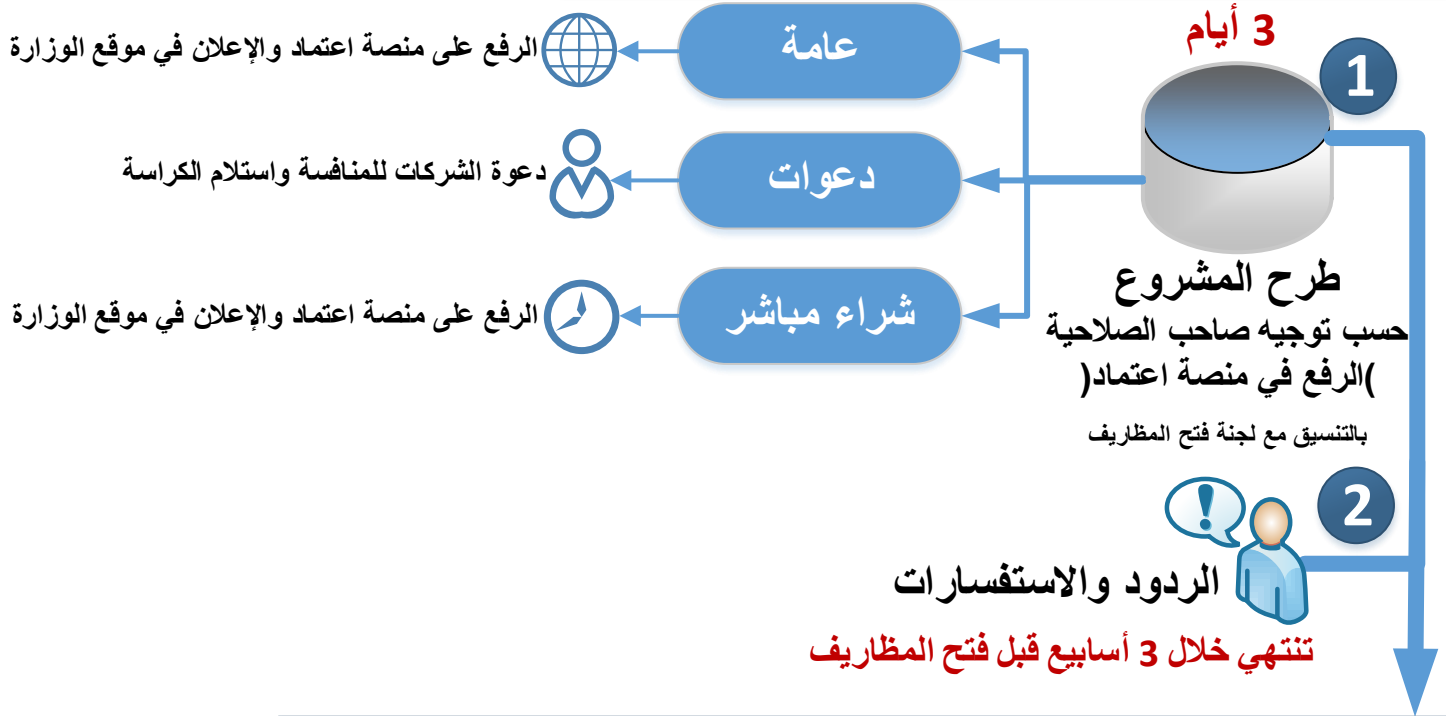 3 أيام
1
طرح المشروع
حسب توجيه صاحب الصلاحية
)الرفع في منصة اعتماد(
بالتنسيق مع لجنة فتح المظاريف
عامة
الرفع على منصة اعتماد والإعلان في موقع الوزارة
دعوات
دعوة الشركات للمنافسة واستلام الكراسة
شراء مباشر
الرفع على منصة اعتماد والإعلان في موقع الوزارة
2
الردود والاستفسارات
تنتهي خلال 3 أسابيع قبل فتح المظاريف